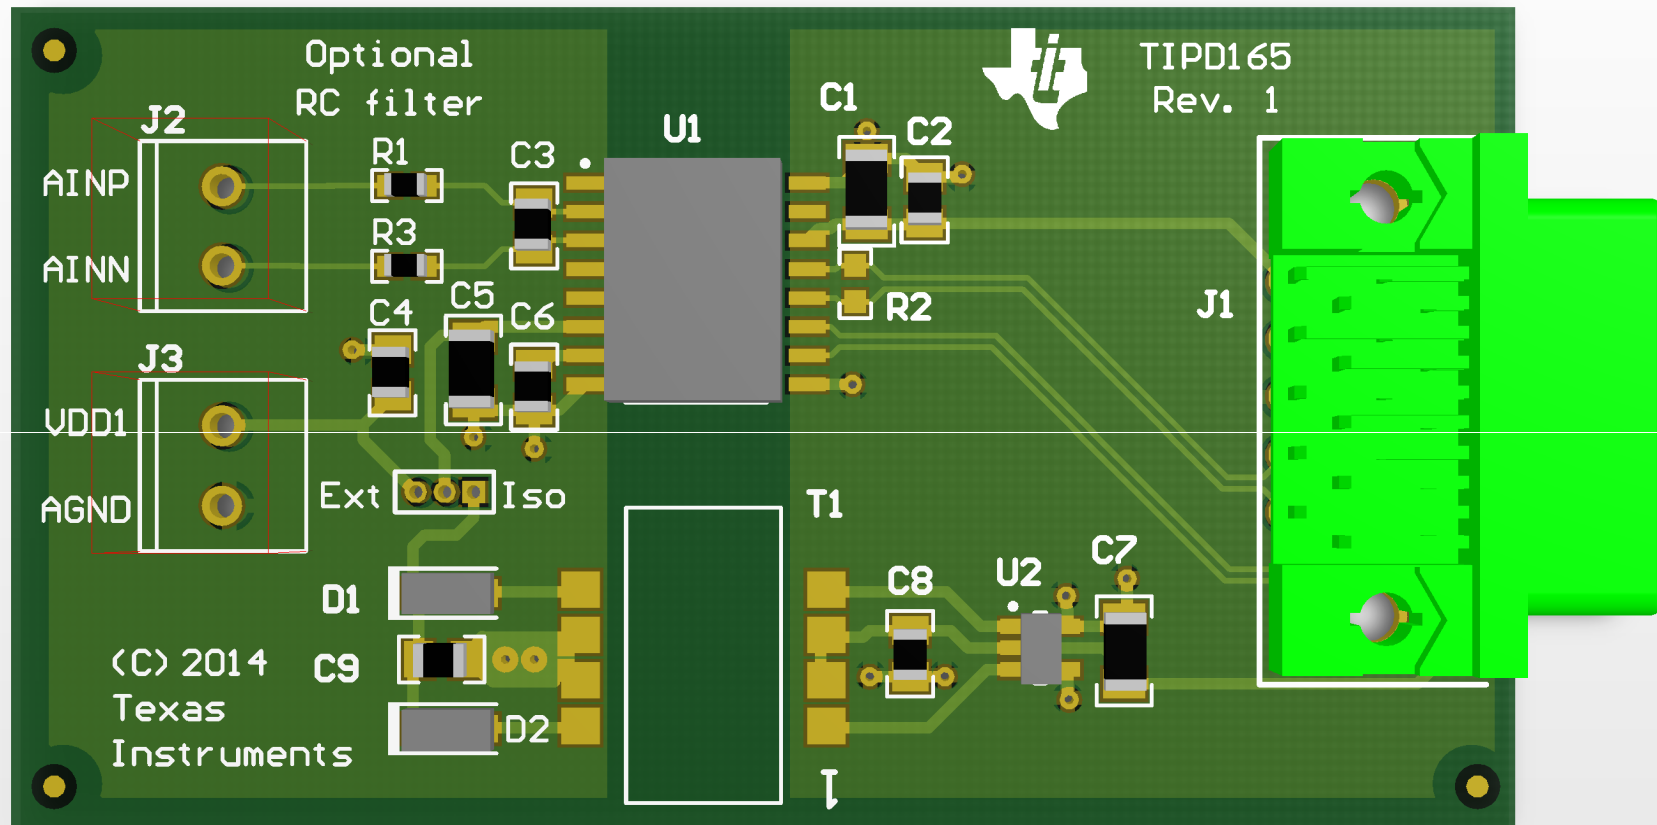 Optional
RC filter
TIPD165
Rev. 1
J2
AINP
AINN
R1
R3
C3
U1
C1
C2
R2
J1
C4
C5
C6
J3
VDD1
AGND
Ext
Iso
T1
D1
C9
D2
C8
U2
C7
1
(C) 2014
Texas
Instruments